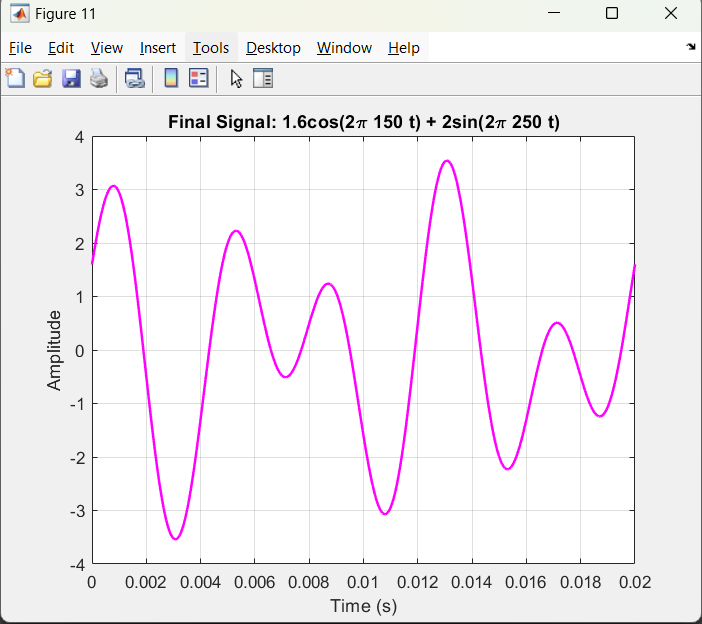 Figure 11
File Edit View Insert Tools Desktop Window Help
Final Signal: 1.6cos(2π 150 t) + 2sin(2π 250 t)
4
3
2
1
0
-1
-2
-3
-4
Amplitude
0 0.002 0.004 0.006 0.008 0.01 0.012 0.014 0.016 0.018 0.02
Time (s)